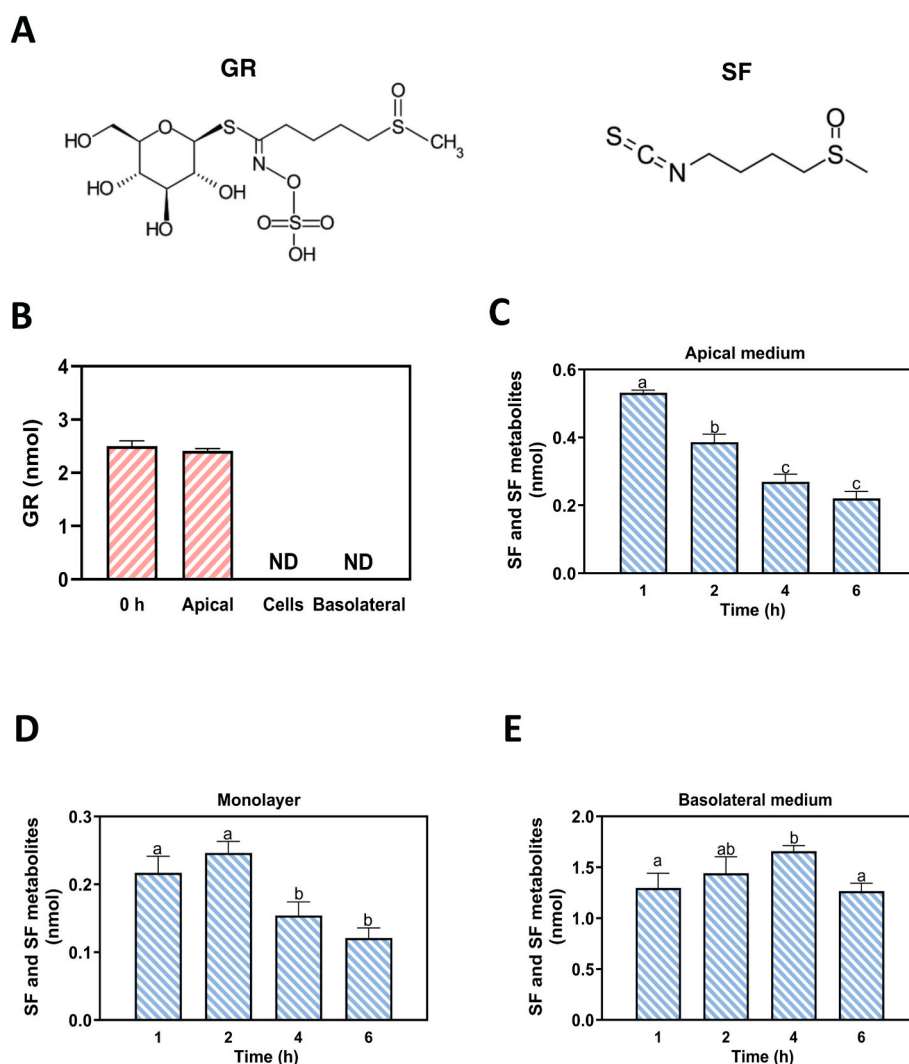 A
GR
SF
HO
O
S
O
S
CH3
HO
OH
N
O
HO
O
S
O
OH
S
C
N
O
S
B
GR (nmol)
4
3
2
1
0
ND
ND
0 h
Apical
Cells
Basolateral
C
Apical medium
SF and SF metabolites
(nmol)
0.6
0.4
0.2
0.0
a
b
c
c
1
2
4
6
Time (h)
D
Monolayer
SF and SF metabolites
(nmol)
0.3
0.2
0.1
0.0
a
a
b
b
1
2
4
6
Time (h)
E
Basolateral medium
SF and SF metabolites
(nmol)
2.0
1.5
1.0
0.5
0.0
a
ab
b
a
1
2
4
6
Time (h)